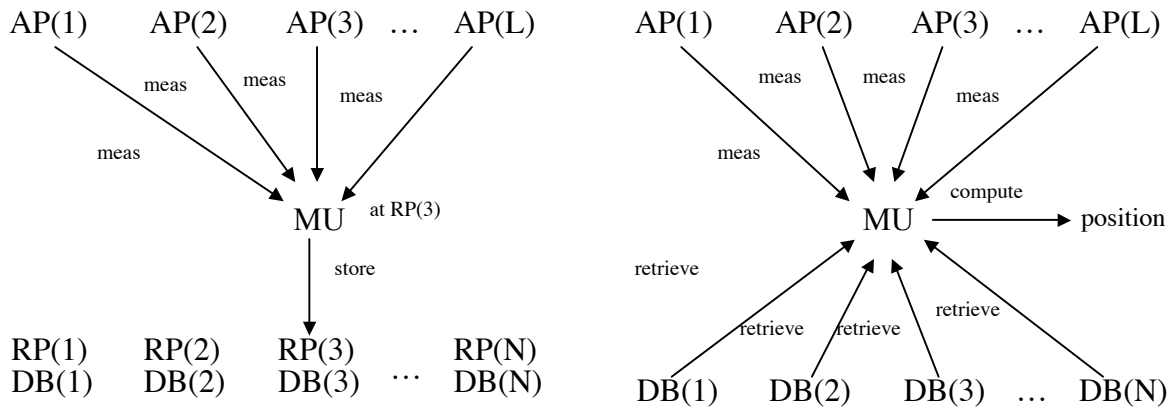 AP(1) AP(2) AP(3) … AP(L)
meas
meas
meas
meas
MU at RP(3)
store
RP(1) RP(2) RP(3) RP(N)
DB(1) DB(2) DB(3) … DB(N)
AP(1) AP(2) AP(3) … AP(L)
meas
meas
meas
meas
compute
MU position
retrieve
retrieve
retrieve
retrieve
DB(1) DB(2) DB(3) … DB(N)